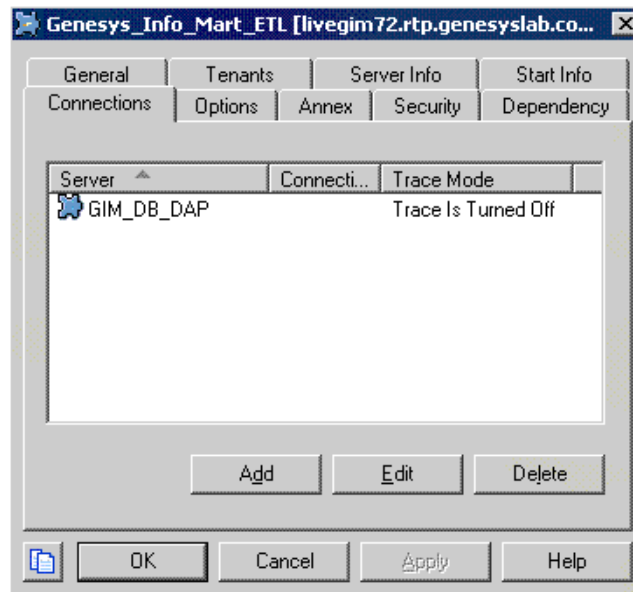 Genesys_Info_Mart_ETL [livegim72.rtp.genesyslab.co...
General Tenants Server Info Start Info
Connections Options Annex Security Dependency
Server Connecti... Trace Mode
GIM_DB_DAP Trace Is Turned Off
Add Edit Delete
OK Cancel Apply Help